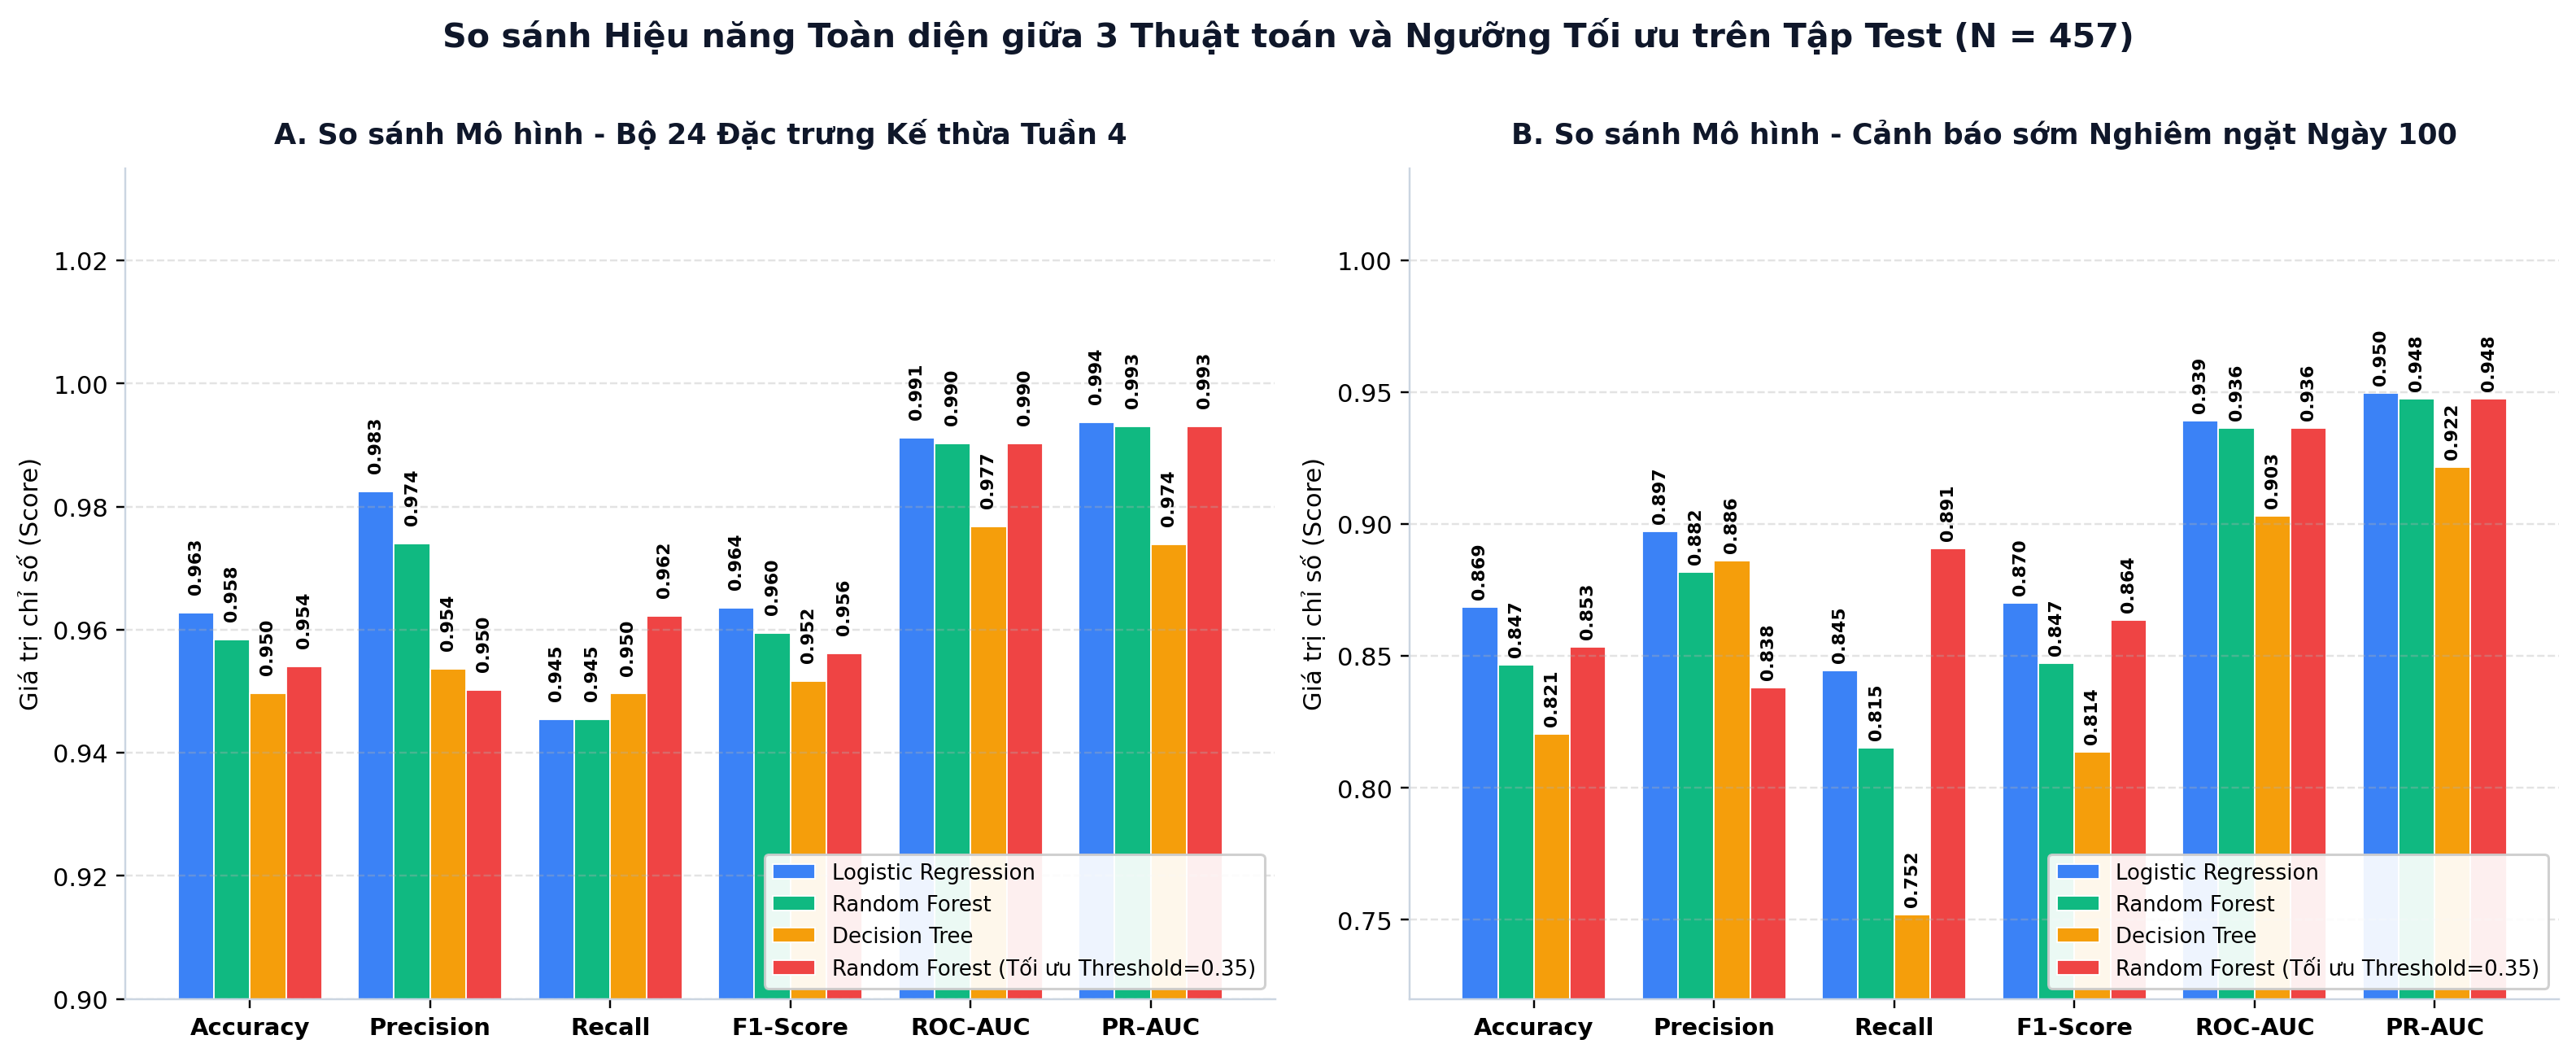 So sánh Hiệu năng Toàn diện giữa 3 Thuật toán và Ngưỡng Tối ưu trên Tập Test (N = 457)
A. So sánh Mô hình - Bộ 24 Đặc trưng Kế thừa Tuần 4
Giá trị chỉ số (Score)
1.02
1.00
0.98
0.96
0.94
0.92
0.90
0.963
0.958
0.950
0.954
0.983
0.974
0.954
0.950
0.945
0.945
0.950
0.962
0.964
0.960
0.952
0.956
0.991
0.990
0.977
0.990
0.994
0.993
0.974
0.993
Logistic Regression
Random Forest
Decision Tree
Random Forest (Tối ưu Threshold=0.35)
Accuracy
Precision
Recall
F1-Score
ROC-AUC
PR-AUC
B. So sánh Mô hình - Cảnh báo sớm Nghiêm ngặt Ngày 100
Giá trị chỉ số (Score)
1.00
0.95
0.90
0.85
0.80
0.75
0.869
0.847
0.821
0.853
0.897
0.882
0.886
0.838
0.845
0.815
0.752
0.891
0.870
0.847
0.814
0.864
0.939
0.936
0.903
0.936
0.950
0.948
0.922
0.948
Logistic Regression
Random Forest
Decision Tree
Random Forest (Tối ưu Threshold=0.35)
Accuracy
Precision
Recall
F1-Score
ROC-AUC
PR-AUC